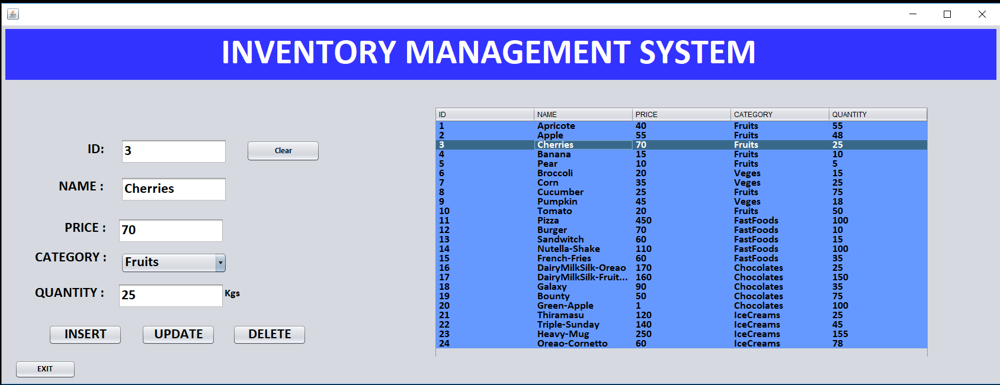 INVENTORY MANAGEMENT SYSTEM
ID: 3 Clear
NAME : Cherries
PRICE : 70
CATEGORY : Fruits
QUANTITY : 25 Kgs
INSERT UPDATE DELETE
EXIT
ID NAME PRICE CATEGORY QUANTITY
1 Apricote 40 Fruits 55
2 Apple 55 Fruits 48
3 Cherries 70 Fruits 25
4 Banana 15 Fruits 10
5 Pear 10 Fruits 5
6 Broccoli 20 Veges 15
7 Corn 35 Veges 25
8 Cucumber 25 Fruits 75
9 Pumpkin 45 Veges 18
10 Tomato 20 Fruits 50
11 Pizza 450 FastFoods 100
12 Burger 70 FastFoods 10
13 Sandwitch 60 FastFoods 15
14 Nutella-Shake 110 FastFoods 100
15 French-Fries 60 FastFoods 35
16 DairyMilkSilk-Oreao 170 Chocolates 25
17 DairyMilkSilk-Fruit... 160 Chocolates 150
18 Galaxy 90 Chocolates 35
19 Bounty 50 Chocolates 75
20 Green-Apple 1 Chocolates 100
21 Thiramasu 120 IceCreams 25
22 Triple-Sunday 140 IceCreams 45
23 Heavy-Mug 250 IceCreams 155
24 Oreao-Cornetto 60 IceCreams 78